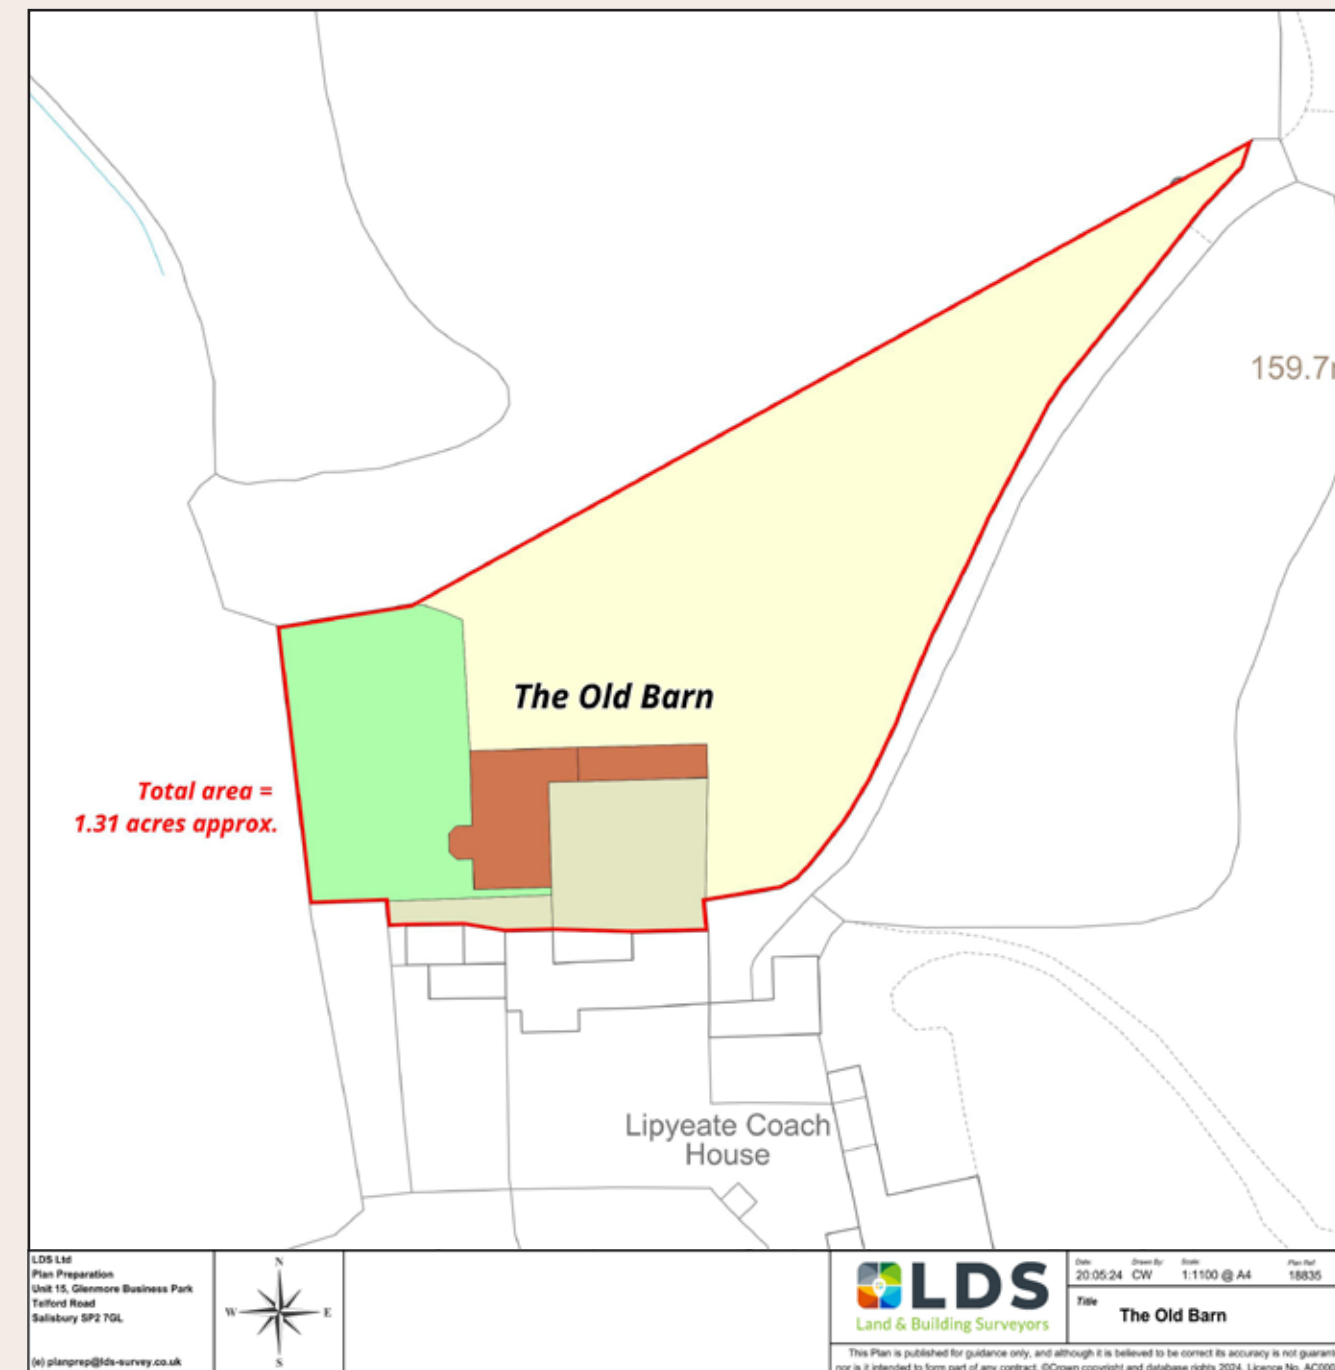 159.7
The Old Barn
Total area =
1.31 acres approx.
Lipyeate Coach
House
LDS Ltd
Plan Preparation
Unit 15, Glenmore Business Park
Telford Road
Salisbury SP2 7GL
(e) planprep@lds-survey.co.uk
N
W E
S
LDS
Land & Building Surveyors
Date: Drawn By: Scale: Plan Ref:
20:05:24 CW 1:1100 @ A4 18835
Title
The Old Barn
This Plan is published for guidance only, and although it is believed to be correct its accuracy is not
nor is it intended to form part of any contract. ©Crown copyright and database rights 2024. Licence No.